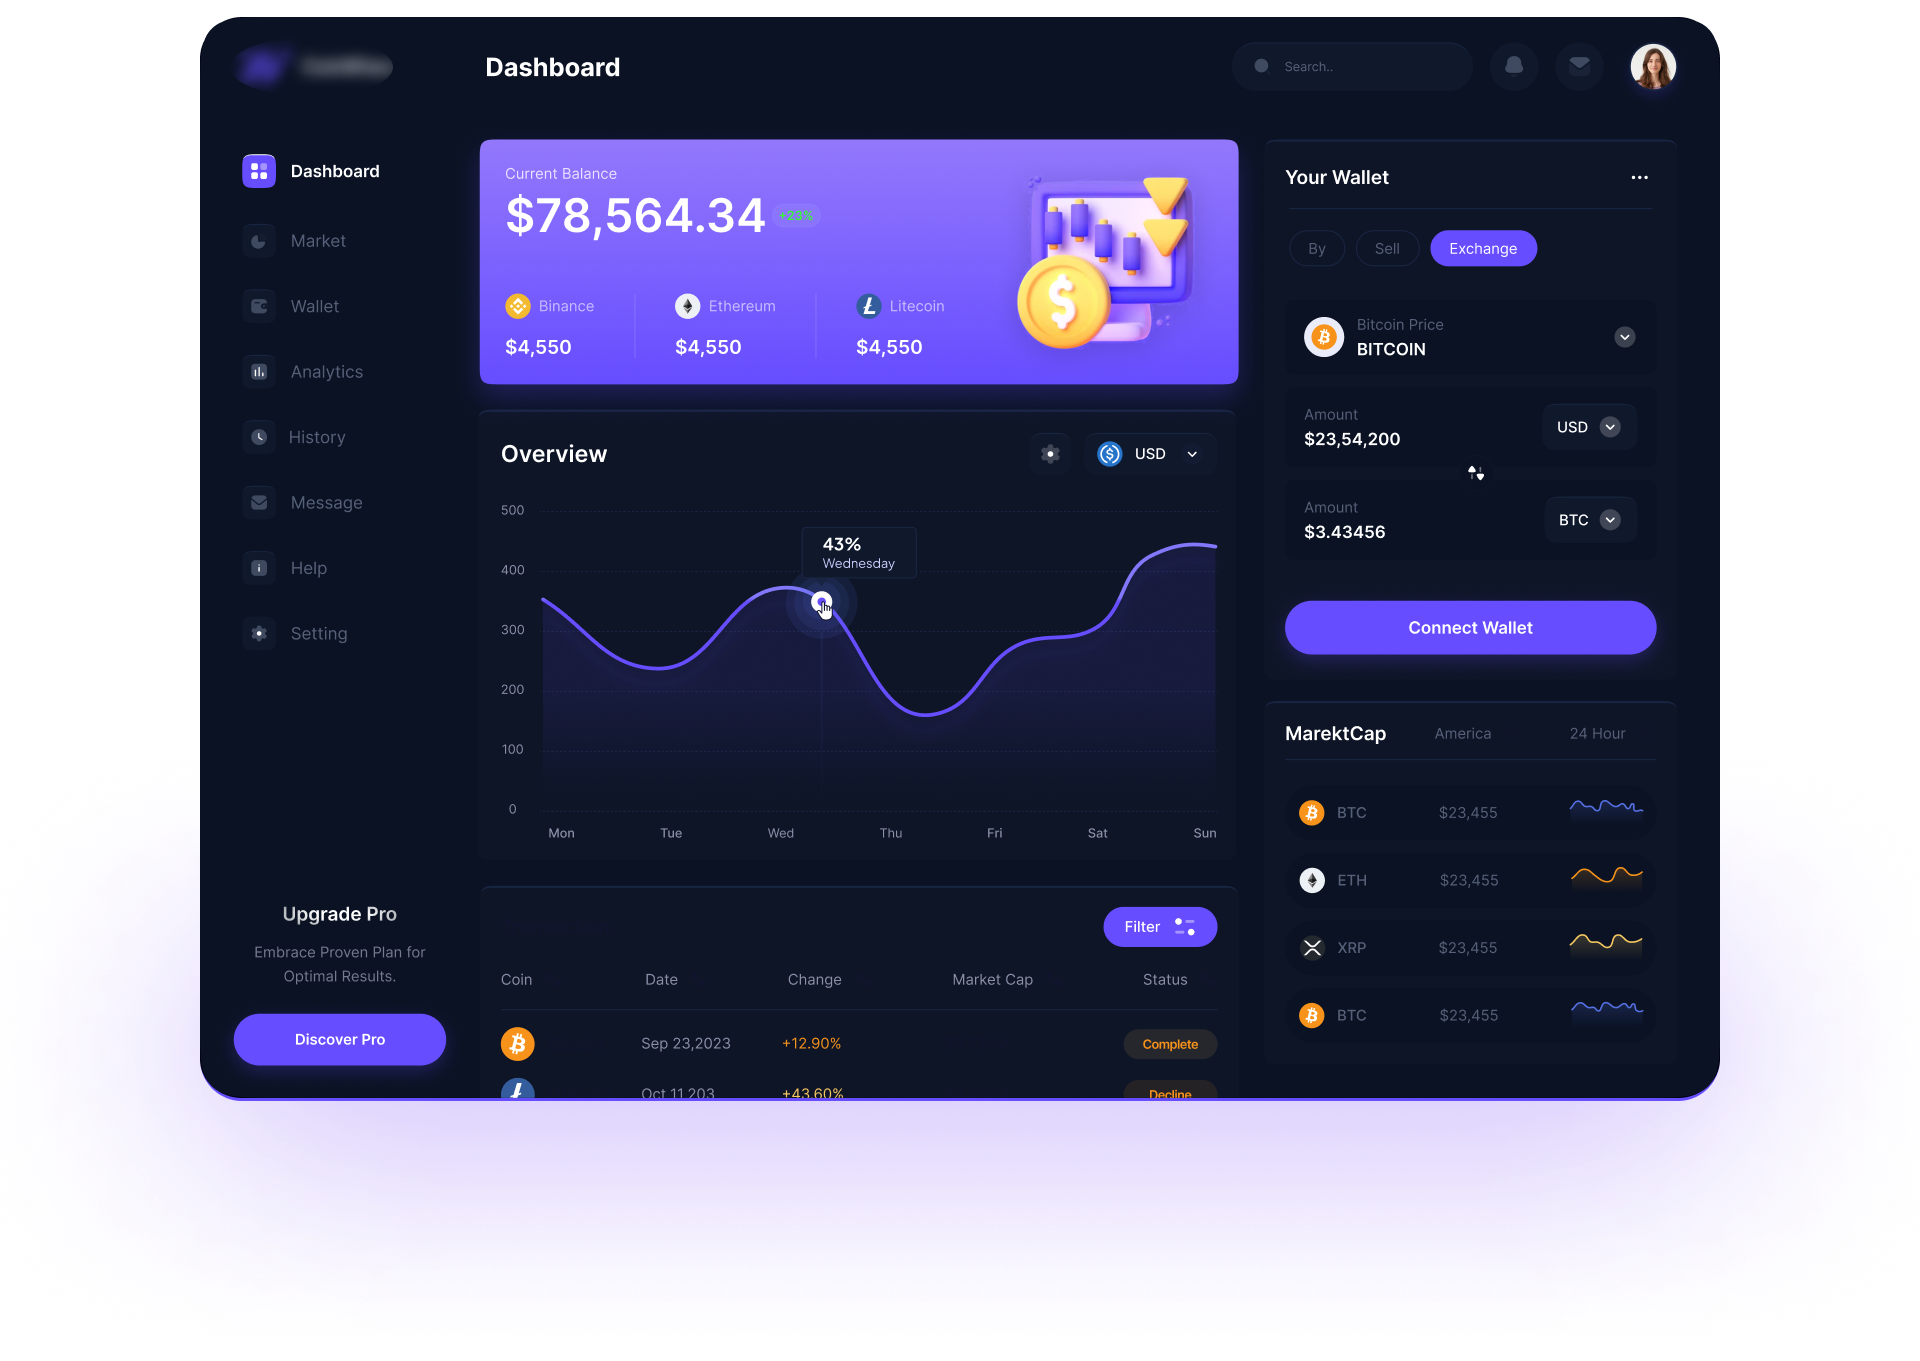 Dashboard
Search..
Dashboard
Market
Wallet
Analytics
History
Message
Help
Setting
Upgrade Pro
Embrace Proven Plan for
Optimal Results.
Discover Pro
Current Balance
$78,564.34 +23%
Binance Ethereum Litecoin
$4,550 $4,550 $4,550
Overview USD
500
400
300
200
100
0
43%
Wednesday
Mon Tue Wed Thu Fri Sat Sun
Filter
Coin Date Change Market Cap Status
Sep 23,2023 +12.90% Complete
Oct 11,203 +43.60% Decline
Your Wallet
By Sell Exchange
Bitcoin Price
BITCOIN
Amount
$23,54,200 USD
Amount
$3.43456 BTC
Connect Wallet
MarektCap America 24 Hour
BTC $23,455
ETH $23,455
XRP $23,455
BTC $23,455